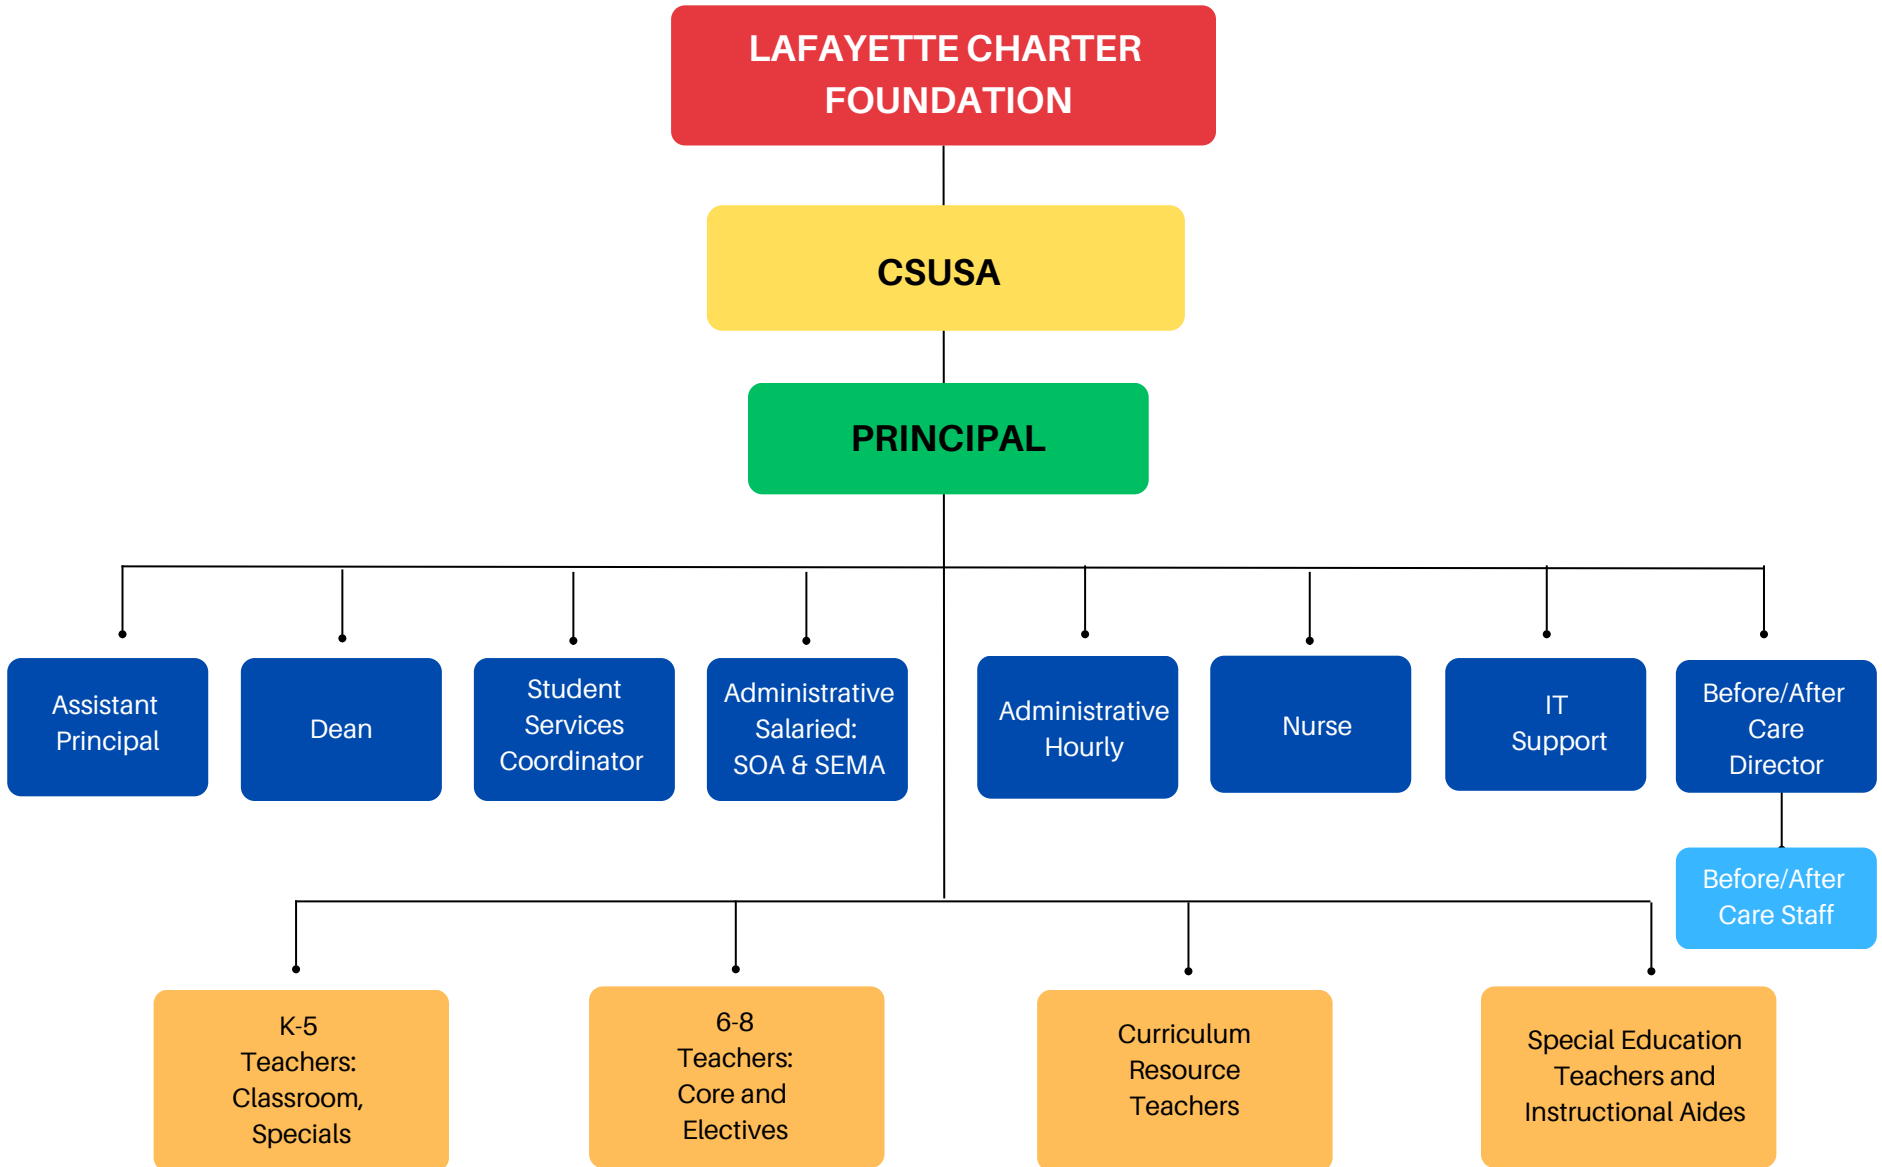 LAFAYETTE CHARTER
FOUNDATION
CSUSA
PRINCIPAL
Assistant
Principal
Dean
Student
Services
Coordinator
Administrative
Salaried:
SOA & SEMA
Administrative
Hourly
Nurse
IT
Support
Before/After
Care
Director
Before/After
Care Staff
K-5
Teachers:
Classroom,
Specials
6-8
Teachers:
Core and
Electives
Curriculum
Resource
Teachers
Special Education
Teachers and
Instructional Aides